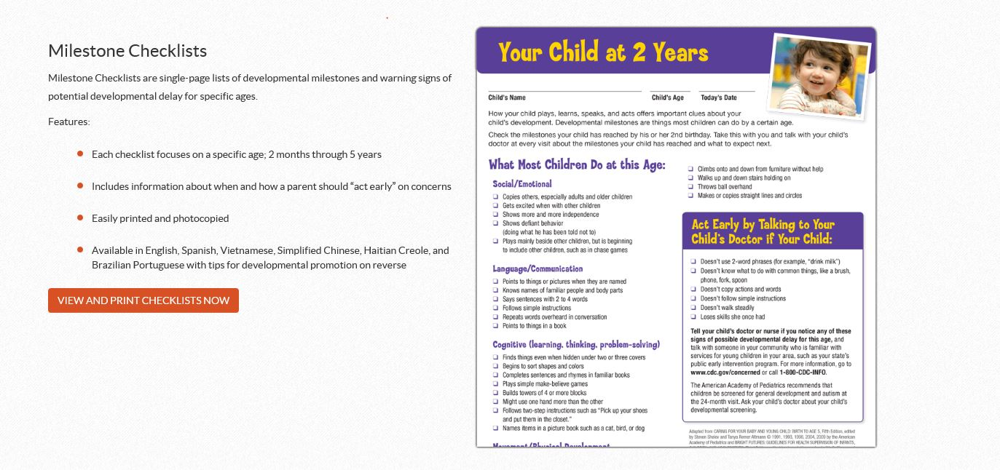 Milestone Checklists
Milestone Checklists are single-page lists of developmental milestones and warning signs of
potential developmental delay for specific ages.
Features:
Each checklist focuses on a specific age; 2 months through 5 years
Includes information about when and how a parent should “act early” on concerns
Easily printed and photocopied
Available in English, Spanish, Vietnamese, Simplified Chinese, Haitian Creole, and
Brazilian Portuguese with tips for developmental promotion on reverse
VIEW AND PRINT CHECKLISTS NOW
Your Child at 2 Years
Child's Name Child's Age Today's Date
How your child plays, learns, speaks, and acts offers important clues about your
child's development. Developmental milestones are things most children can do by a certain age.
Check the milestones your child has reached by his or her 2nd birthday. Take this with you and talk with your child's
doctor at every visit about the milestones your child has reached and what to expect next.
What Most Children Do at this Age:
Social/Emotional
Copies others, especially adults and older children
Gets excited when with other children
Shows more and more independence
Shows defiant behavior
(doing what he has been told not to)
Plays mainly beside other children, but is beginning
to include other children, such as in chase games
Language/Communication
Points to things or pictures when they are named
Knows names of familiar people and body parts
Says sentences with 2 to 4 words
Follows simple instructions
Repeats words overheard in conversation
Points to things in a book
Cognitive (learning, thinking, problem-solving)
Finds things even when hidden under two or three covers
Begins to sort shapes and colors
Completes sentences and rhymes in familiar books
Plays simple make-believe games
Builds towers of 4 or more blocks
Might use one hand more than the other
Follows two-step instructions such as “Pick up your shoes
and put them in the closet.”
Names items in a picture book such as a cat, bird, or dog
Movement/Physical Development
Climbs onto and down from furniture without help
Walks up and down stairs holding on
Throws ball overhand
Makes or copies straight lines and circles
Act Early by Talking to Your
Child's Doctor if Your Child:
Doesn't use 2-word phrases (for example, “drink milk”)
Doesn't know what to do with common things, like a brush,
phone, fork, spoon
Doesn't copy actions and words
Doesn't follow simple instructions
Doesn't walk steadily
Loses skills she once had
Tell your child's doctor or nurse if you notice any of these
signs of possible developmental delay for this age, and
talk with someone in your community who is familiar with
services for young children in your area, such as your state's
public early intervention program. For more information, go to
www.cdc.gov/concerned or call 1-800-CDC-INFO.
The American Academy of Pediatrics recommends that
children be screened for general development and autism at
the 24-month visit. Ask your child's doctor about your child's
developmental screening.
Adapted from CARING FOR YOUR BABY AND YOUNG CHILD: BIRTH TO AGE 5, Fifth Edition, edited
by Steven Shelov and Tanya Remer Altmann © 1991, 1993, 1998, 2004, 2009 by the American
Academy of Pediatrics and BRIGHT FUTURES: GUIDELINES FOR HEALTH SUPERVISION OF INFANTS,